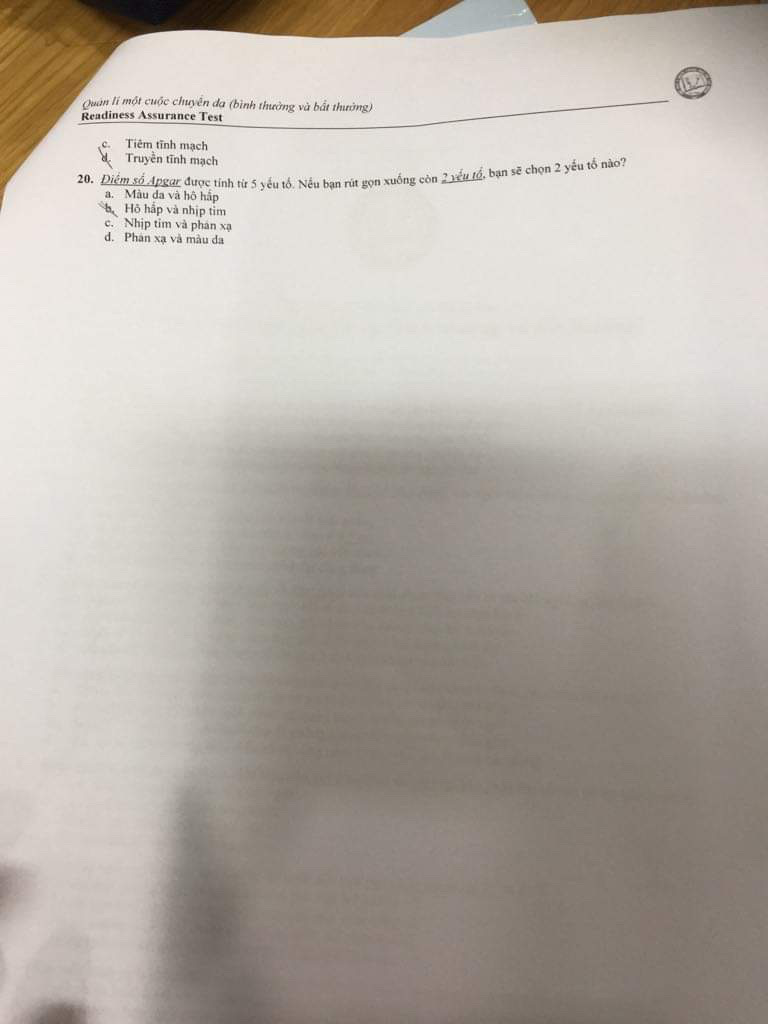 Quản lí một cuộc chuyển dạ (bình thường và bất thường)
Readiness Assurance Test
c. Tiêm tĩnh mạch
d. Truyền tĩnh mạch
20. Điểm số Apgar được tính từ 5 yếu tố. Nếu bạn rút gọn xuống còn 2 yếu tố, bạn sẽ chọn 2 yếu tố nào?
a. Màu da và hô hấp
b. Hô hấp và nhịp tim
c. Nhịp tim và phản xạ
d. Phản xạ và màu da